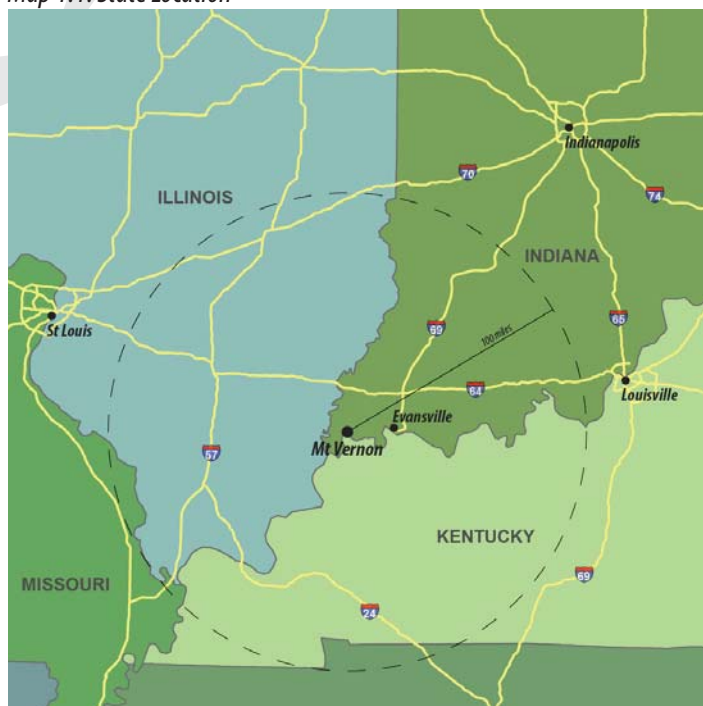 Map 1.1: State Location
Indianapolis
70
ILLINOIS
74
INDIANA
St Louis
69
65
100 miles
64
Louisville
Evansville
Mt Vernon
57
KENTUCKY
MISSOURI
69
24